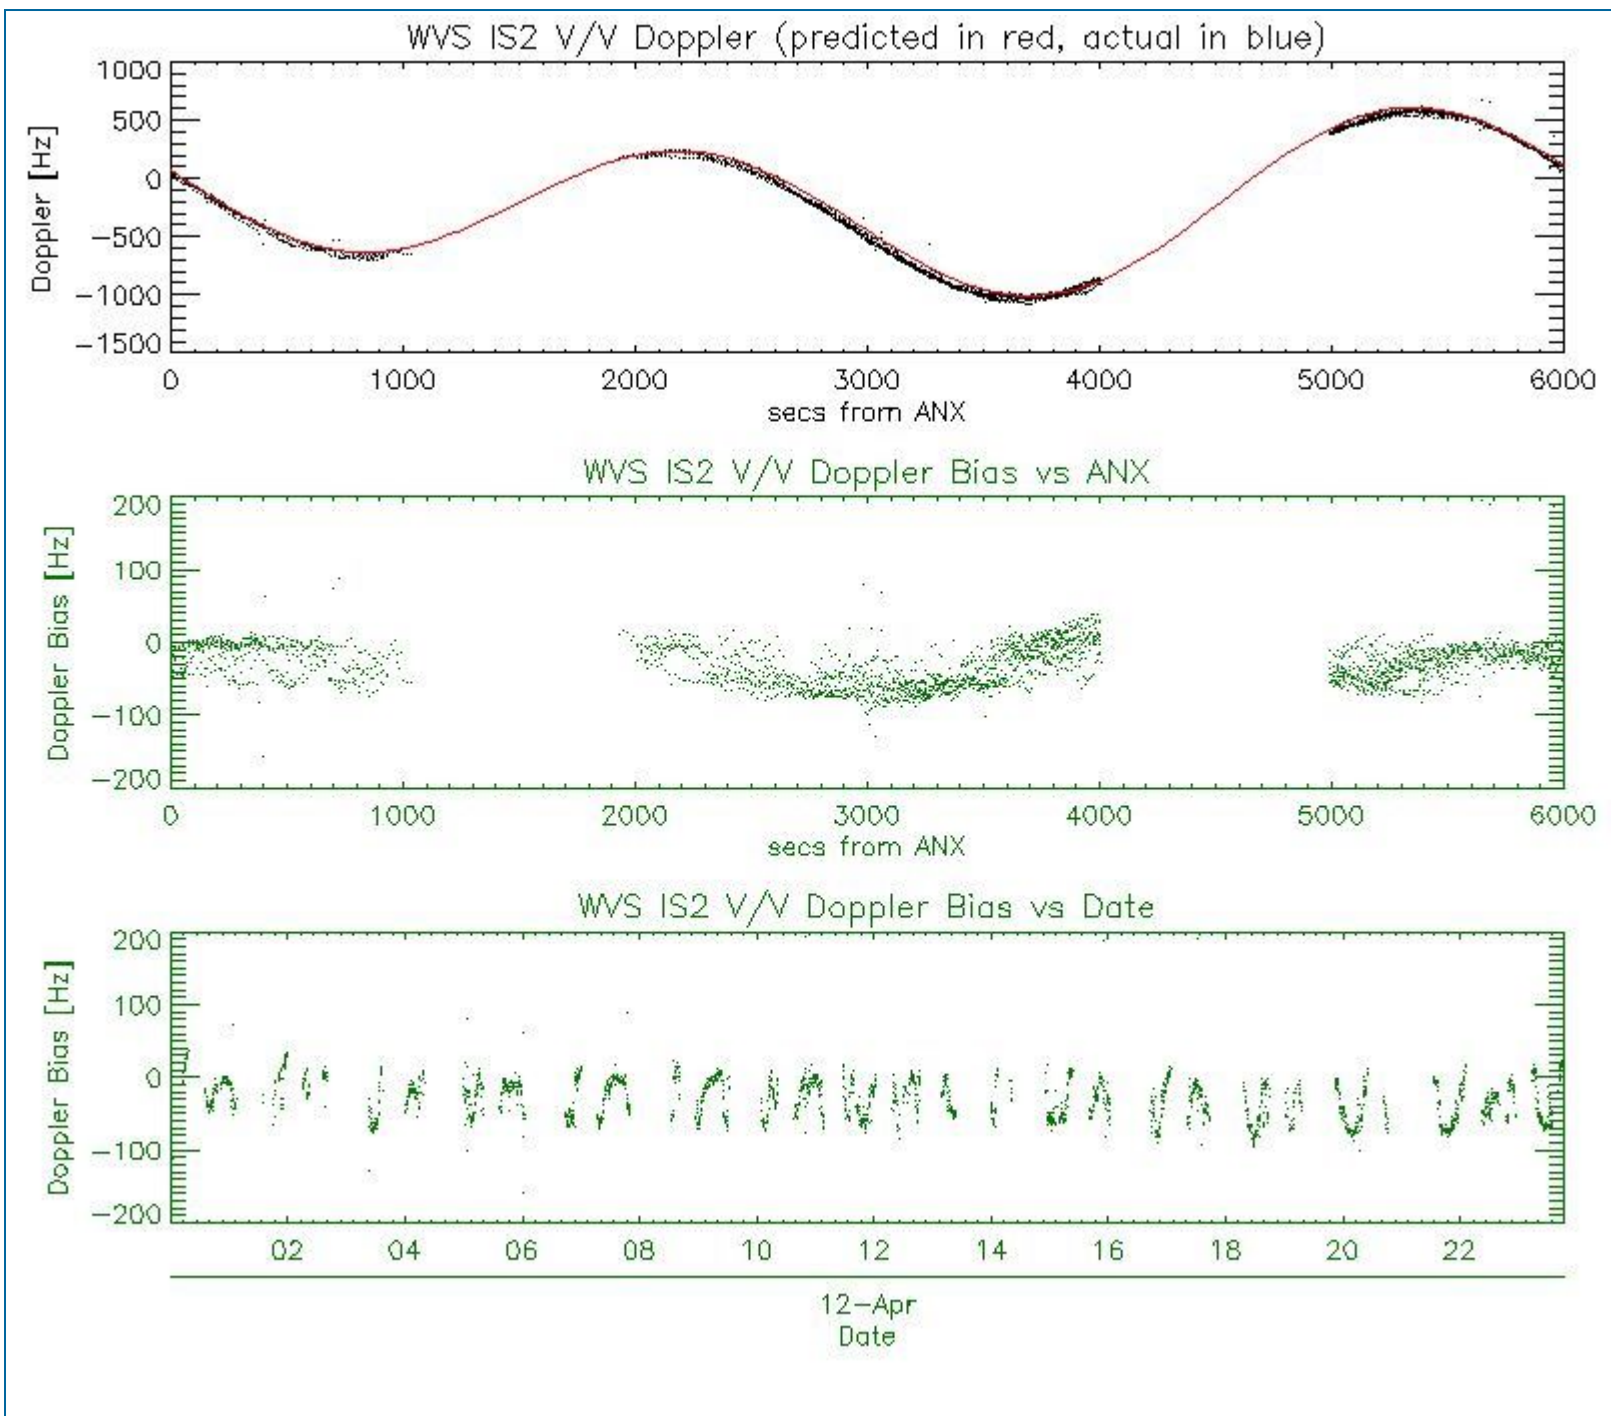 WVS IS2 V/V Doppler (predicted in red, actual in blue)
1000
500
0
−500
−1000
−1500
Doppler [Hz]
0 1000 2000 3000 4000 5000 6000
secs from ANX
WVS IS2 V/V Doppler Bias vs ANX
200
100
0
−100
−200
Doppler Bias [Hz]
0 1000 2000 3000 4000 5000 6000
secs from ANX
WVS IS2 V/V Doppler Bias vs Date
200
100
0
−100
−200
Doppler Bias [Hz]
02 04 06 08 10 12 14 16 18 20 22
12−Apr
Date